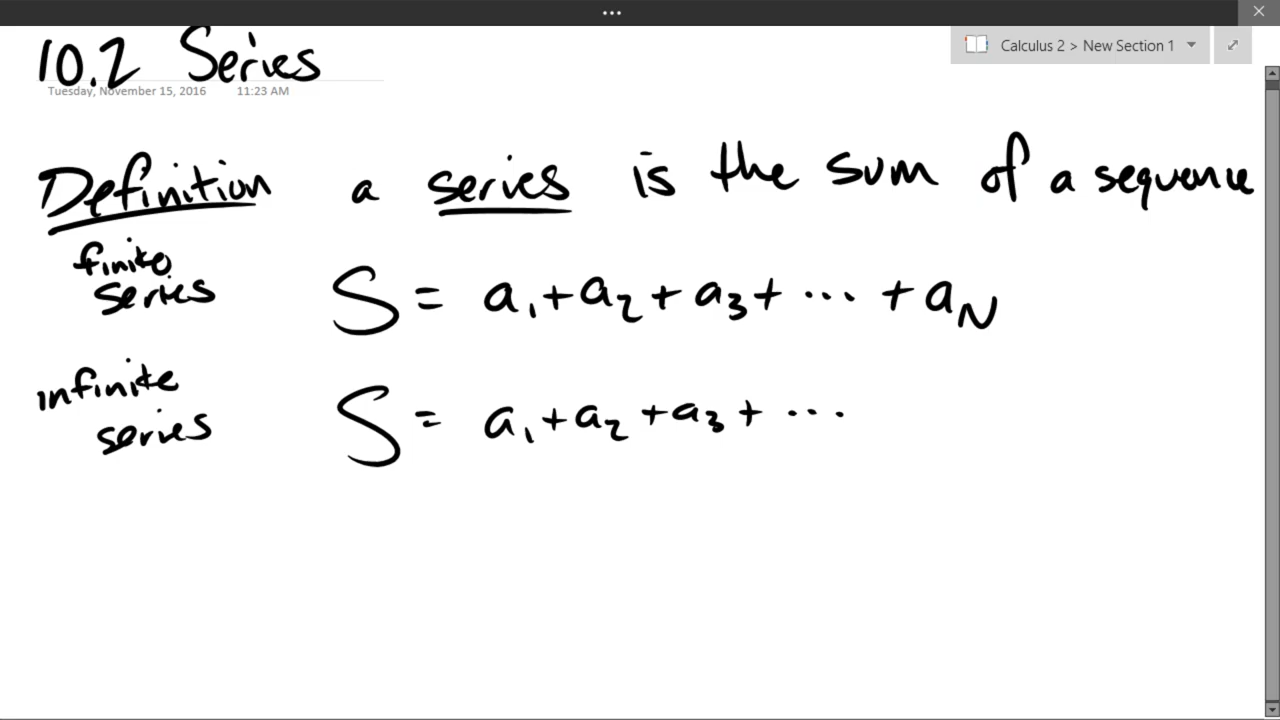 ...
Calculus 2 > New Section 1
10.2 Series
Tuesday, November 15, 2016 11:23 AM
Definition a series is the sum of a sequence
finite
series S = a₁ + a₂ + a₃ + ... + a_N
infinite
series S = a₁ + a₂ + a₃ + ...